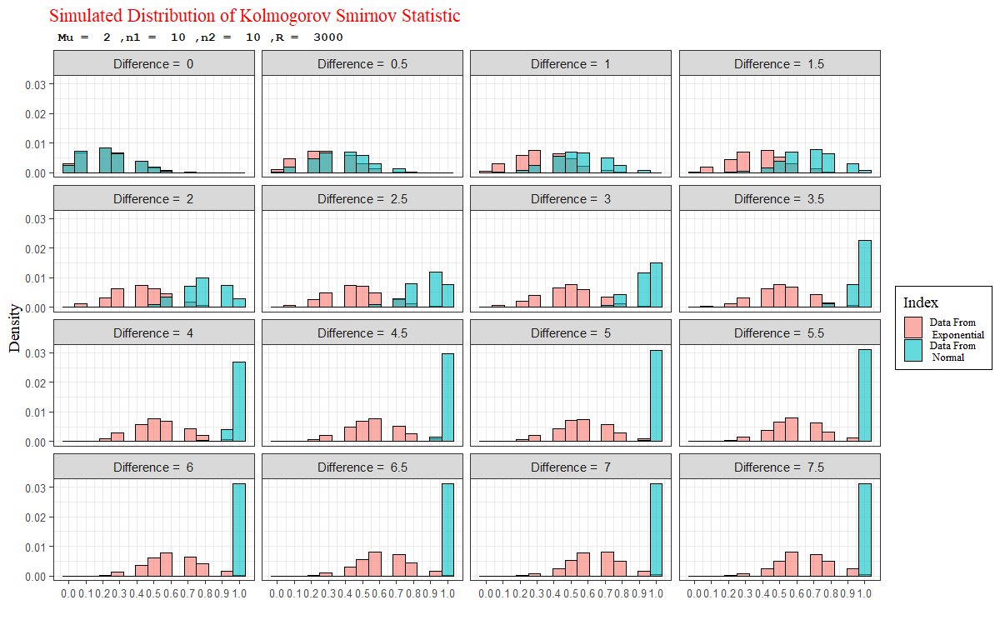 Simulated Distribution of Kolmogorov Smirnov Statistic
Mu =  2 ,n1 =  10 ,n2 =  10 ,R =  3000
Difference =  0
Difference =  0.5
Difference =  1
Difference =  1.5
0.03
0.02
0.01
0.00
Difference =  2
Difference =  2.5
Difference =  3
Difference =  3.5
0.03
0.02
0.01
0.00
Density
Index
Data From
Exponential
Data From
Normal
Difference =  4
Difference =  4.5
Difference =  5
Difference =  5.5
0.03
0.02
0.01
0.00
Difference =  6
Difference =  6.5
Difference =  7
Difference =  7.5
0.03
0.02
0.01
0.00
0.0 0.1 0.2 0.3 0.4 0.5 0.6 0.7 0.8 0.9 1.0
0.0 0.1 0.2 0.3 0.4 0.5 0.6 0.7 0.8 0.9 1.0
0.0 0.1 0.2 0.3 0.4 0.5 0.6 0.7 0.8 0.9 1.0
0.0 0.1 0.2 0.3 0.4 0.5 0.6 0.7 0.8 0.9 1.0